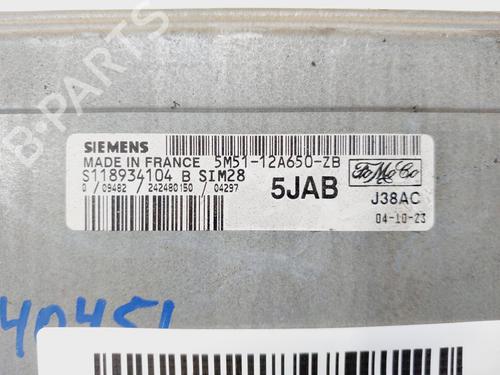 B-PARTS
SIEMENS
MADE IN FRANCE 5M51-12A650-ZB
S118934104 B SIM28
0 / 09482 / 242480150 / 04297
5JAB
FoMoCo
J38AC
04-10-23
40451